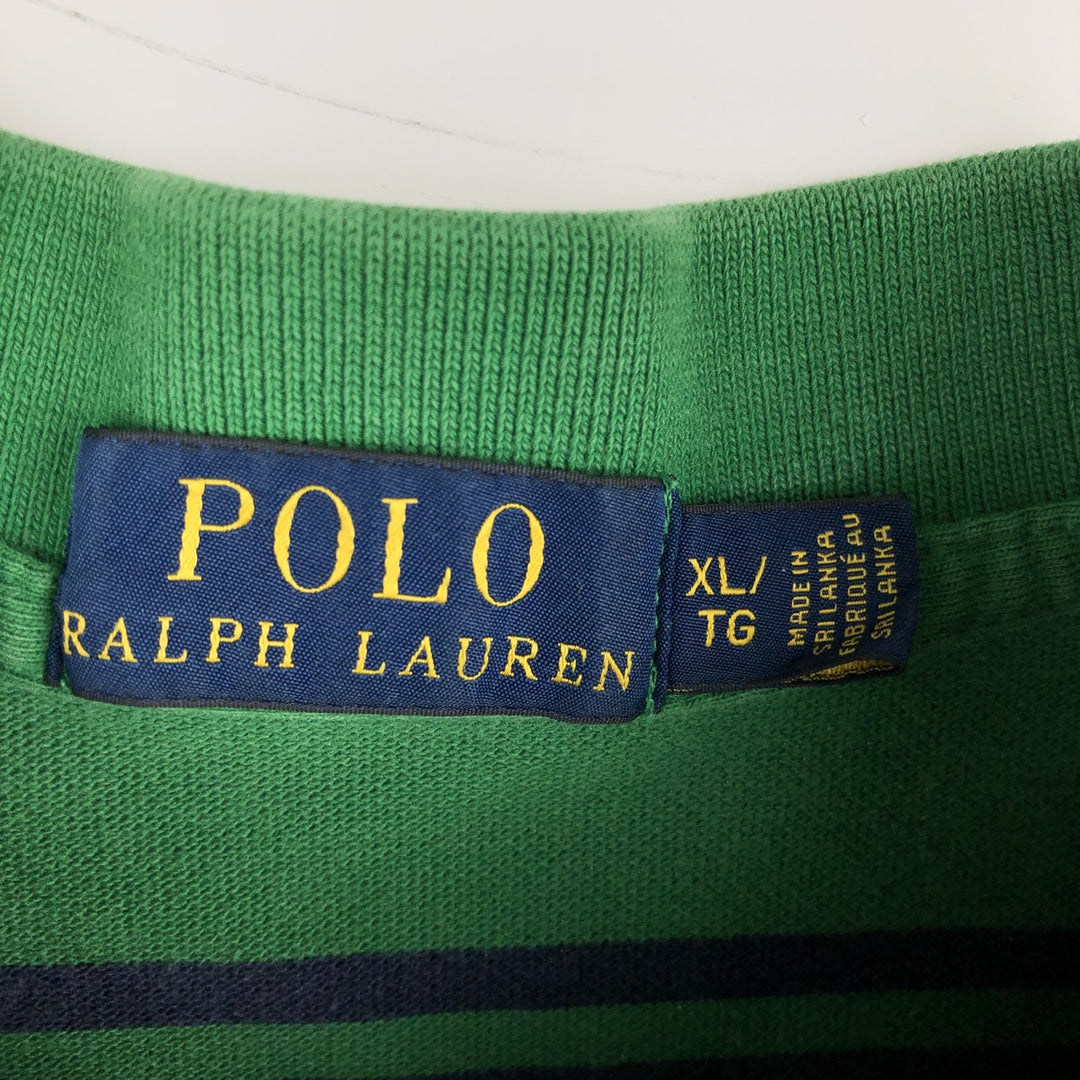 POLO
RALPH LAUREN
XL/
TG
MADE IN
SRI LANKA
FABRIQUÉ AU
SRI LANKA